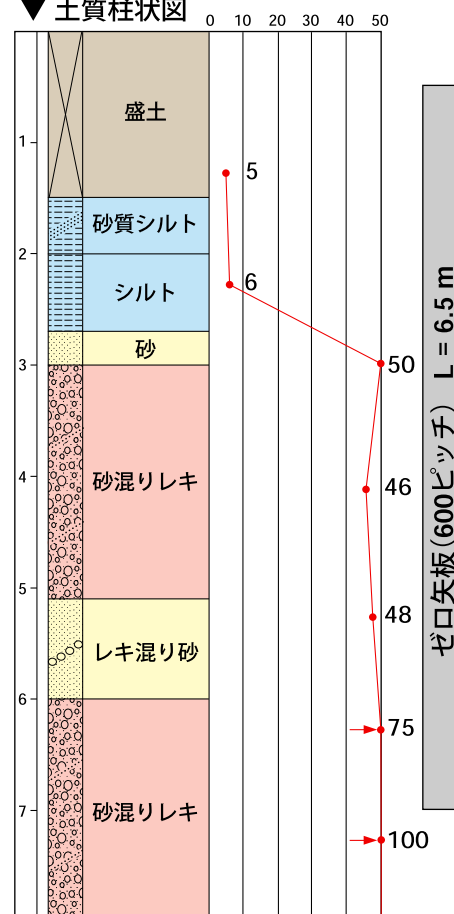 ▼ 土質柱状図
0 10 20 30 40 50
盛土
1
5
砂質シルト
2
6
シルト
砂
3
50
砂混りレキ
4
46
5
48
レキ混り砂
6
75
砂混りレキ
7
100
ゼロ矢板(600ピッチ) L = 6.5 m